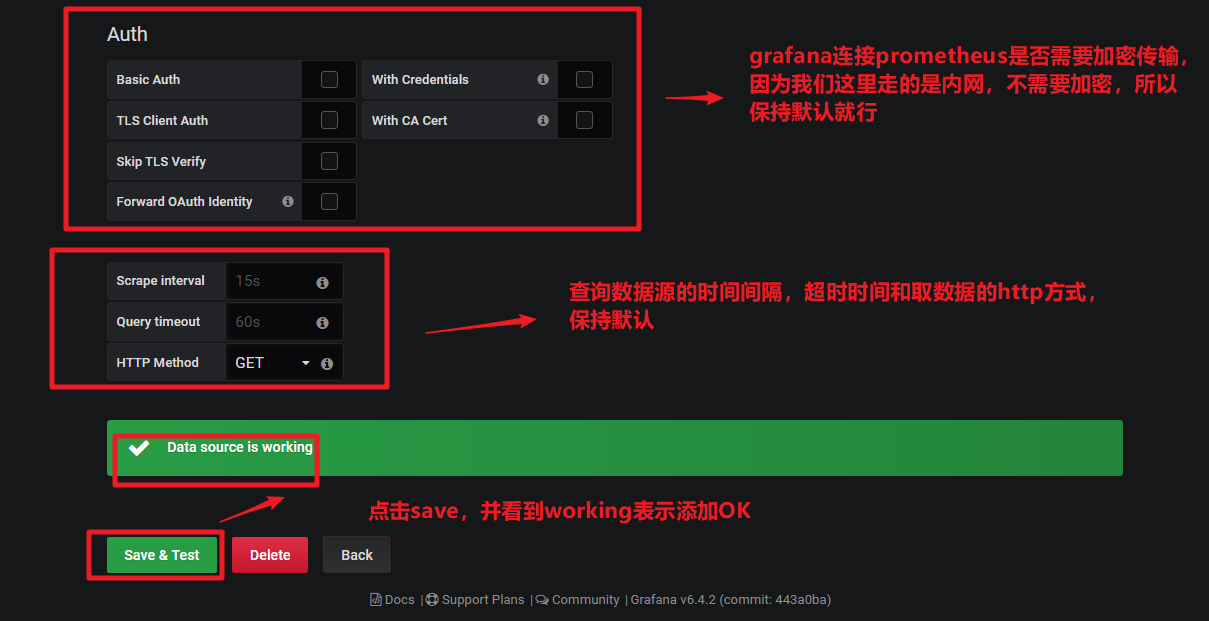 Auth
Basic Auth
With Credentials
TLS Client Auth
With CA Cert
Skip TLS Verify
Forward OAuth Identity
grafana连接prometheus是否需要加密传输，
因为我们这里走的是内网，不需要加密，所以
保持默认就行
Scrape interval 15s
Query timeout 60s
HTTP Method GET
查询数据源的时间间隔，超时时间和取数据的http方式，
保持默认
Data source is working
点击save，并看到working表示添加OK
Save & Test Delete Back
Docs | Support Plans | Community | Grafana v6.4.2 (commit: 443a0ba)